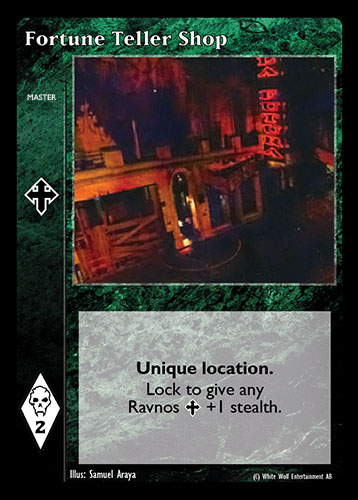 Fortune Teller Shop
MASTER
Unique location.
Lock to give any
Ravnos +1 stealth.
2
Illus: Samuel Araya
(C) White Wolf Entertainment AB